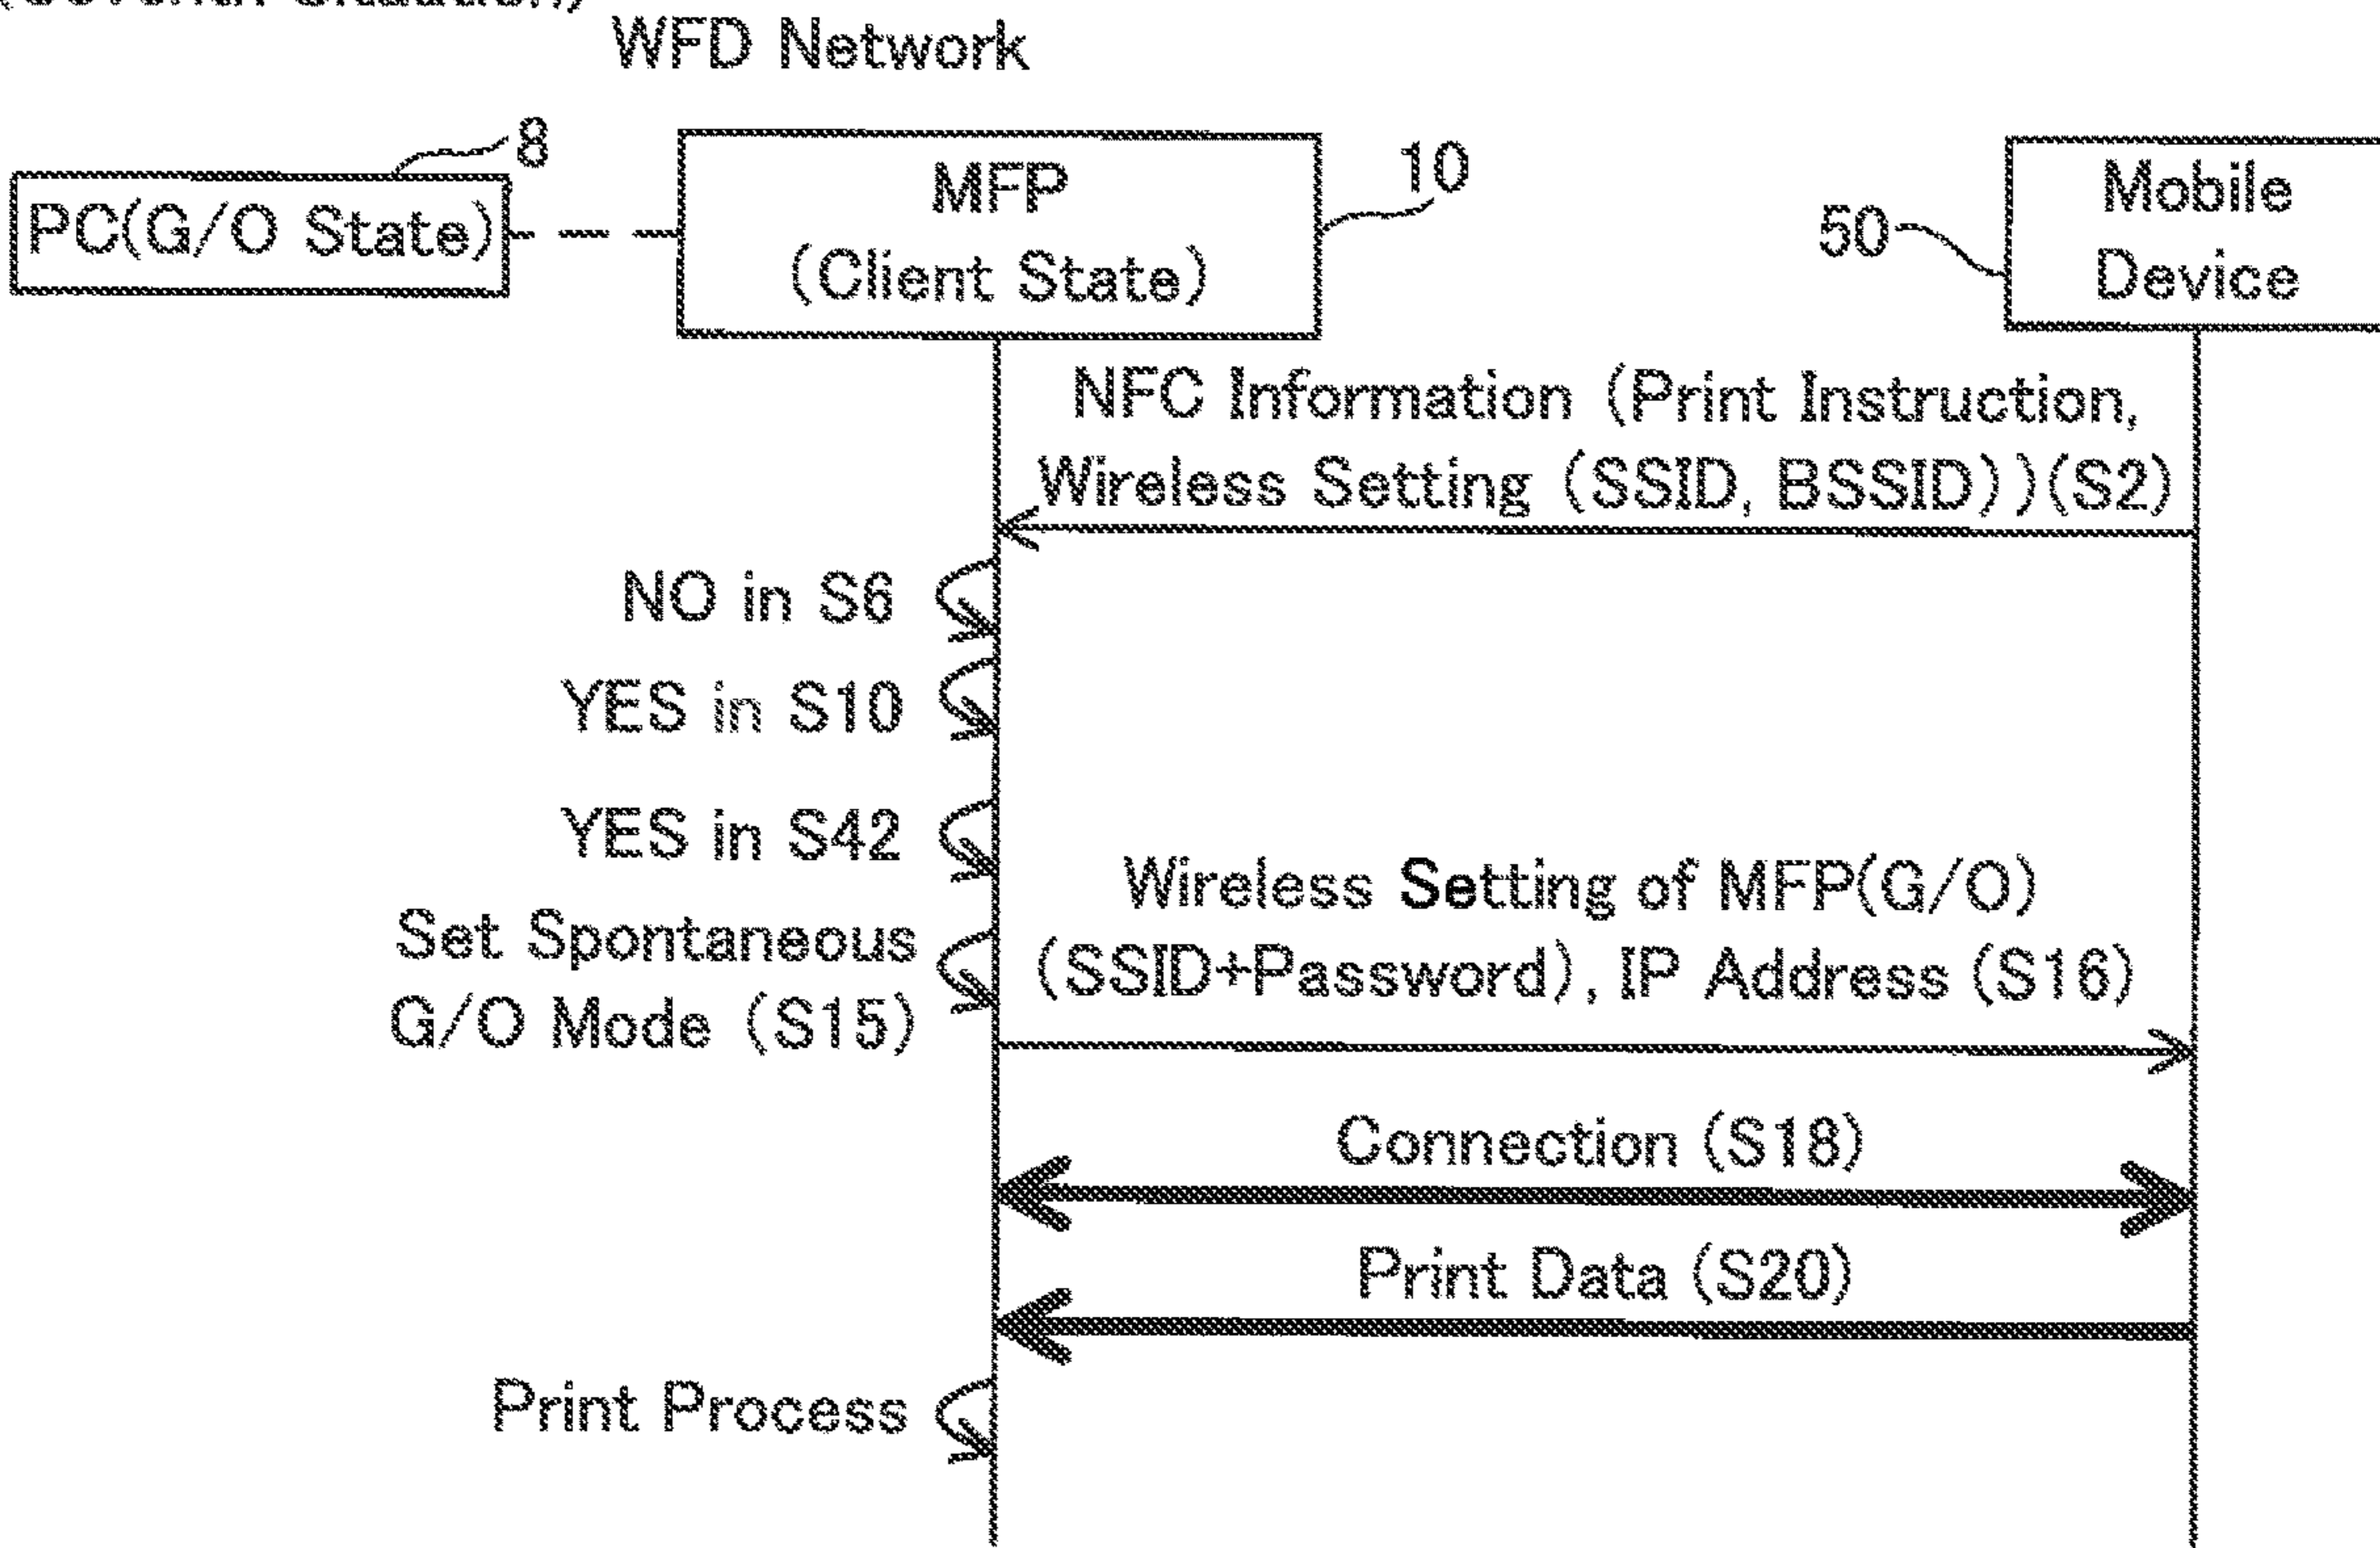 WFD Network
8
PC(G/O State)
MFP
(Client State)
10
50
Mobile
Device
NFC Information (Print Instruction,
Wireless Setting (SSID, BSSID))(S2)
NO in S6
YES in S10
YES in S42
Set Spontaneous
G/O Mode (S15)
Wireless Setting of MFP(G/O)
(SSID+Password), IP Address (S16)
Connection (S18)
Print Data (S20)
Print Process